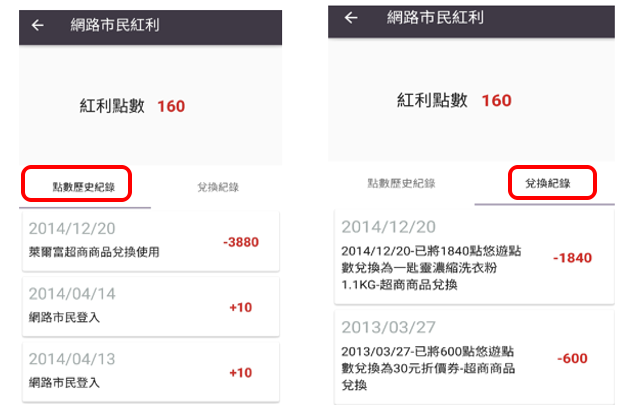 網路市民紅利
紅利點數 160
點數歷史紀錄 兌換紀錄
2014/12/20
萊爾富超商商品兌換使用
-3880
2014/04/14
網路市民登入
+10
2014/04/13
網路市民登入
+10
網路市民紅利
紅利點數 160
點數歷史紀錄 兌換紀錄
2014/12/20
2014/12/20-已將1840點悠遊點
數兌換為一匙靈濃縮洗衣粉
1.1KG-超商商品兌換
-1840
2013/03/27
2013/03/27-已將600點悠遊點
數兌換為30元折價券-超商商品
兌換
-600